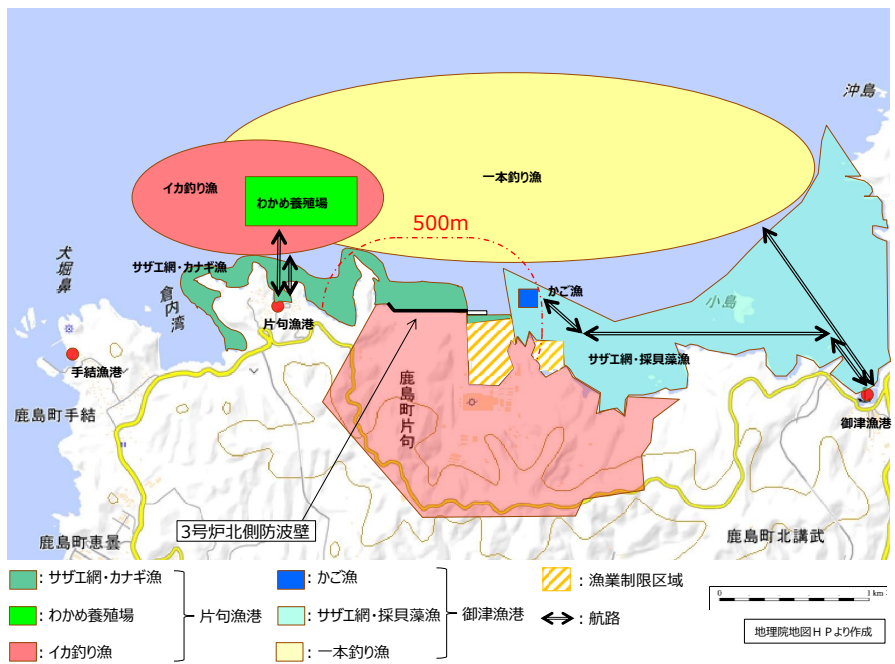 沖島
イカ釣り漁
一本釣り漁
わかめ養殖場
500m
サザエ網・カナギ漁
犬堀鼻
倉内湾
かご漁
小島
片句漁港
サザエ網・採貝藻漁
手結漁港
鹿島町片句
鹿島町手結
御津漁港
3号炉北側防波壁
鹿島町恵曇
鹿島町北講武
：サザエ網・カナギ漁
：わかめ養殖場
：イカ釣り漁
片句漁港
：かご漁
：サザエ網・採貝藻漁
：一本釣り漁
御津漁港
：漁業制限区域
：航路
0 1 km
地理院地図ＨＰより作成